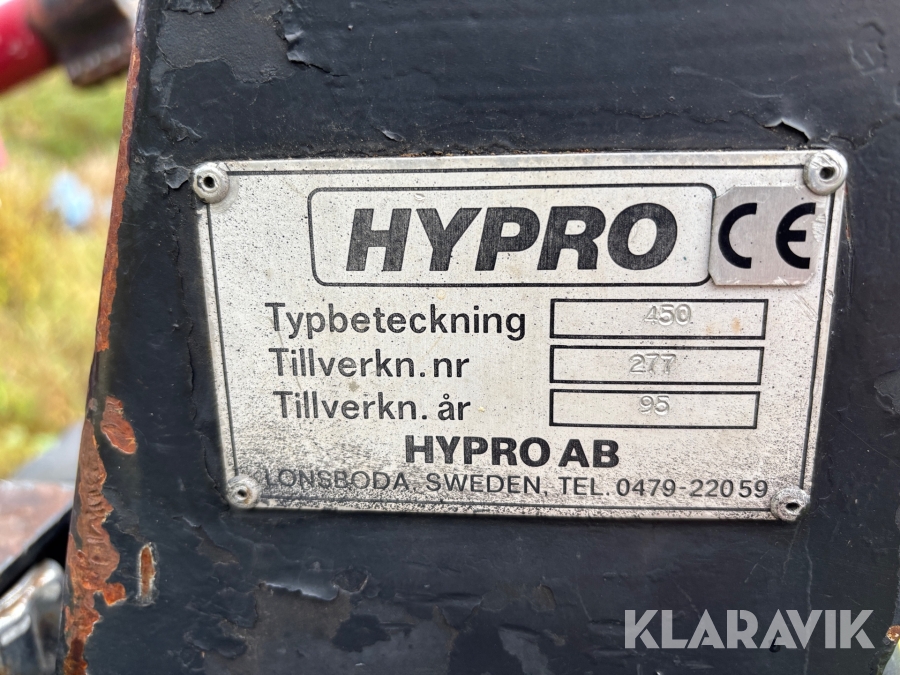 HYPRO CE
Typbeteckning 450
Tillverkn.nr 277
Tillverkn. år 95
HYPRO AB
LONSBODA, SWEDEN, TEL. 0479-22059
KLARAVIK